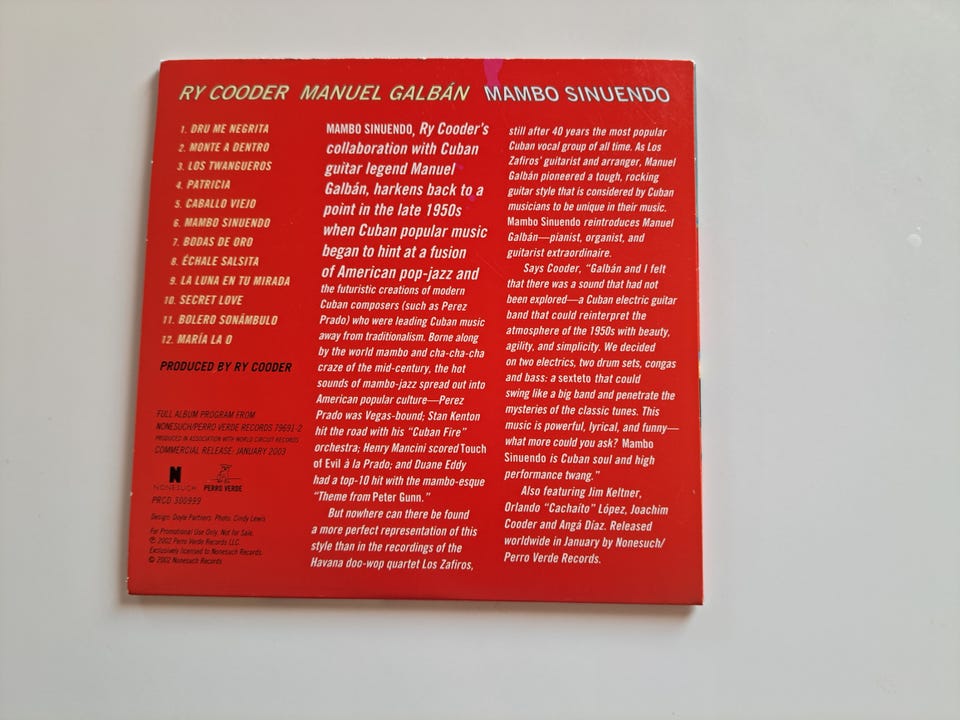 RY COODER MANUEL GALBÁN MAMBO SINUENDO
1. DRU ME NEGRITA
2. MONTE A DENTRO
3. LOS TWANGUEROS
4. PATRICIA
5. CABALLO VIEJO
6. MAMBO SINUENDO
7. BODAS DE ORO
8. ÉCHALE SALSITA
9. LA LUNA EN TU MIRADA
10. SECRET LOVE
11. BOLERO SONÁMBULO
12. MARÍA LA O
PRODUCED BY RY COODER
FULL ALBUM PROGRAM FROM
NONESUCH/PERRO VERDE RECORDS 79691-2
PRODUCED IN ASSOCIATION WITH WORLD CIRCUIT RECORDS
COMMERCIAL RELEASE: JANUARY 2003
N
NONESUCH
PERRO VERDE
PRCD 300999
Design: Doyle Partners. Photo: Cindy Lewis
For Promotional Use Only. Not for Sale.
℗ 2002 Perro Verde Records LLC.
Exclusively licensed to Nonesuch Records.
© 2002 Nonesuch Records
MAMBO SINUENDO, Ry Cooder's
collaboration with Cuban
guitar legend Manuel
Galbán, harkens back to a
point in the late 1950s
when Cuban popular music
began to hint at a fusion
of American pop-jazz and
the futuristic creations of modern
Cuban composers (such as Perez
Prado) who were leading Cuban music
away from traditionalism. Borne along
by the world mambo and cha-cha-cha
craze of the mid-century, the hot
sounds of mambo-jazz spread out into
American popular culture—Perez
Prado was Vegas-bound; Stan Kenton
hit the road with his "Cuban Fire"
orchestra; Henry Mancini scored Touch
of Evil à la Prado; and Duane Eddy
had a top-10 hit with the mambo-esque
"Theme from Peter Gunn."
But nowhere can there be found
a more perfect representation of this
style than in the recordings of the
Havana doo-wop quartet Los Zafiros,
still after 40 years the most popular
Cuban vocal group of all time. As Los
Zafiros' guitarist and arranger, Manuel
Galbán pioneered a tough, rocking
guitar style that is considered by Cuban
musicians to be unique in their music.
Mambo Sinuendo reintroduces Manuel
Galbán—pianist, organist, and
guitarist extraordinaire.
Says Cooder, "Galbán and I felt
that there was a sound that had not
been explored—a Cuban electric guitar
band that could reinterpret the
atmosphere of the 1950s with beauty,
agility, and simplicity. We decided
on two electrics, two drum sets, congas
and bass: a sexteto that could
swing like a big band and penetrate the
mysteries of the classic tunes. This
music is powerful, lyrical, and funny—
what more could you ask? Mambo
Sinuendo is Cuban soul and high
performance twang."
Also featuring Jim Keltner,
Orlando "Cachaíto" López, Joachim
Cooder and Angá Díaz. Released
worldwide in January by Nonesuch/
Perro Verde Records.